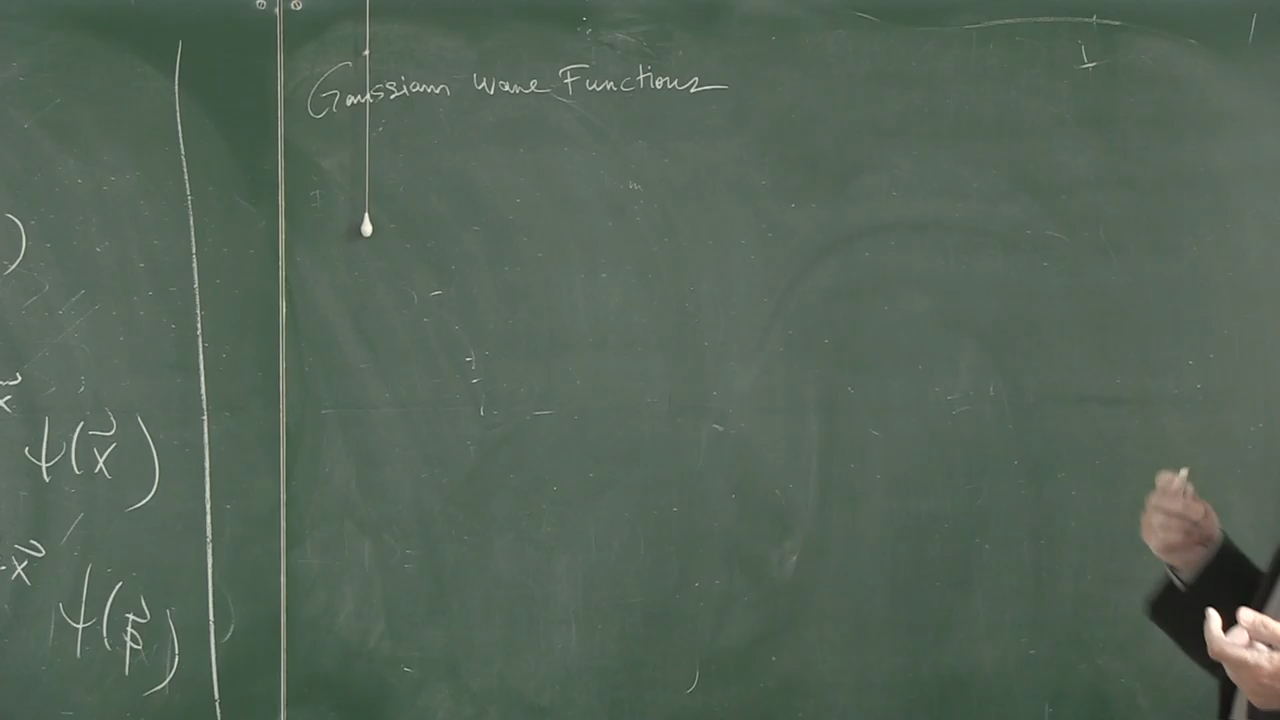 Gaussian Wave Functions
)
x⃗
ψ(x⃗)
·x⃗
ψ(p⃗)